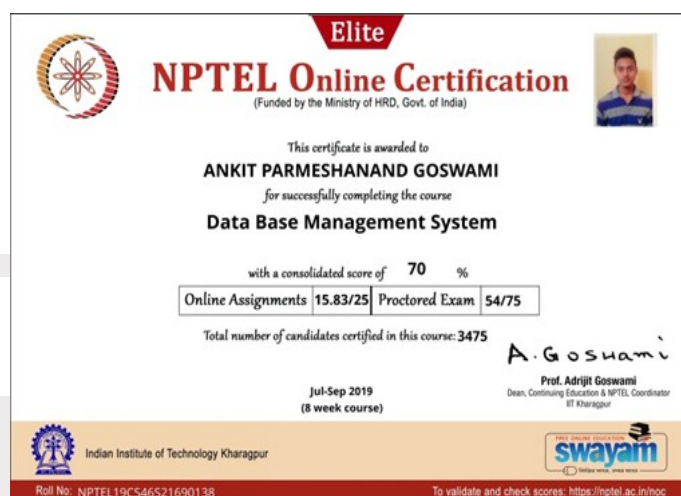 Elite
NPTEL Online Certification
(Funded by the Ministry of HRD, Govt. of India)
This certificate is awarded to
ANKIT PARMESHANAND GOSWAMI
for successfully completing the course
Data Base Management System
with a consolidated score of 70 %
Online Assignments 15.83/25 Proctored Exam 54/75
Total number of candidates certified in this course: 3475
A. Goswami
Prof. Adrijit Goswami
Dean, Continuing Education & NPTEL Coordinator
IIT Kharagpur
Jul-Sep 2019
(8 week course)
Indian Institute of Technology Kharagpur
FREE ONLINE EDUCATION
swayam
Roll No: NPTEL19CS46S21690138
To validate and check scores: https://nptel.ac.in/noc